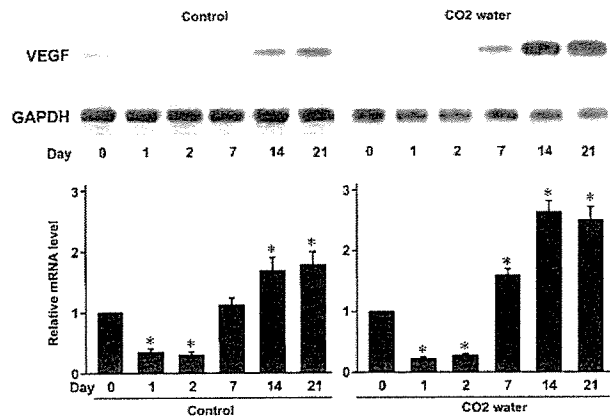 Control CO2 water
VEGF
GAPDH
Day 0 1 2 7 14 21 0 1 2 7 14 21
Relative mRNA level
3
2
1
0
* * * *
Day 0 1 2 7 14 21
Control
3
2
1
0
* * * * *
0 1 2 7 14 21
CO2 water